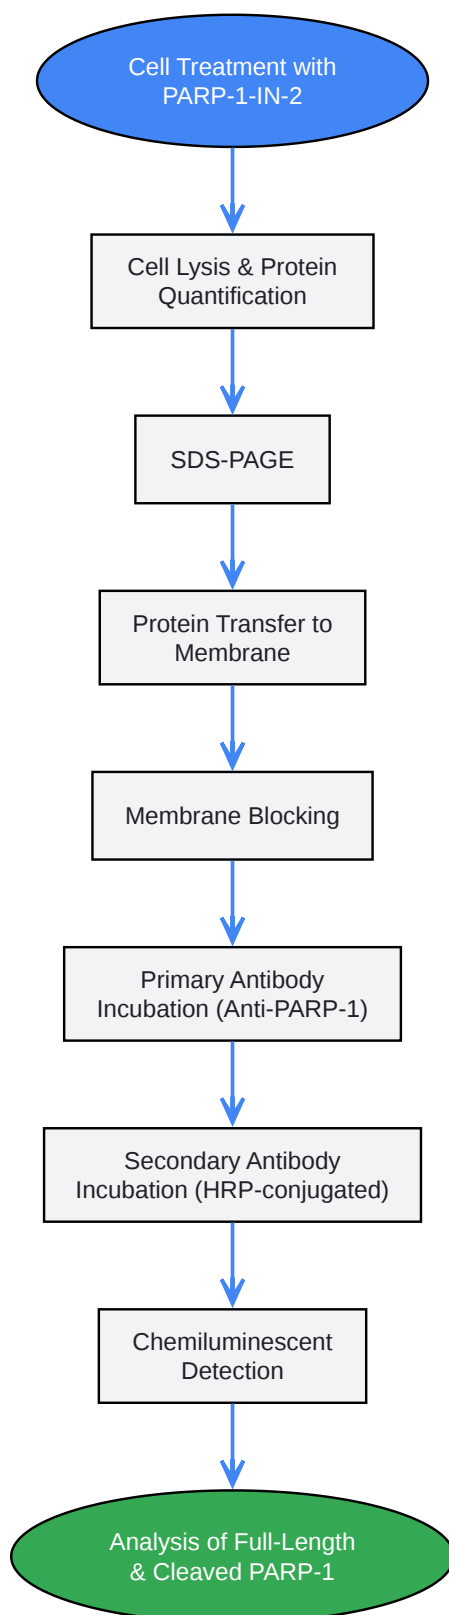 Cell Treatment with
PARP-1-IN-2
Cell Lysis & Protein
Quantification
SDS-PAGE
Protein Transfer to
Membrane
Membrane Blocking
Primary Antibody
Incubation (Anti-PARP-1)
Secondary Antibody
Incubation (HRP-conjugated)
Chemiluminescent
Detection
Analysis of Full-Length
& Cleaved PARP-1